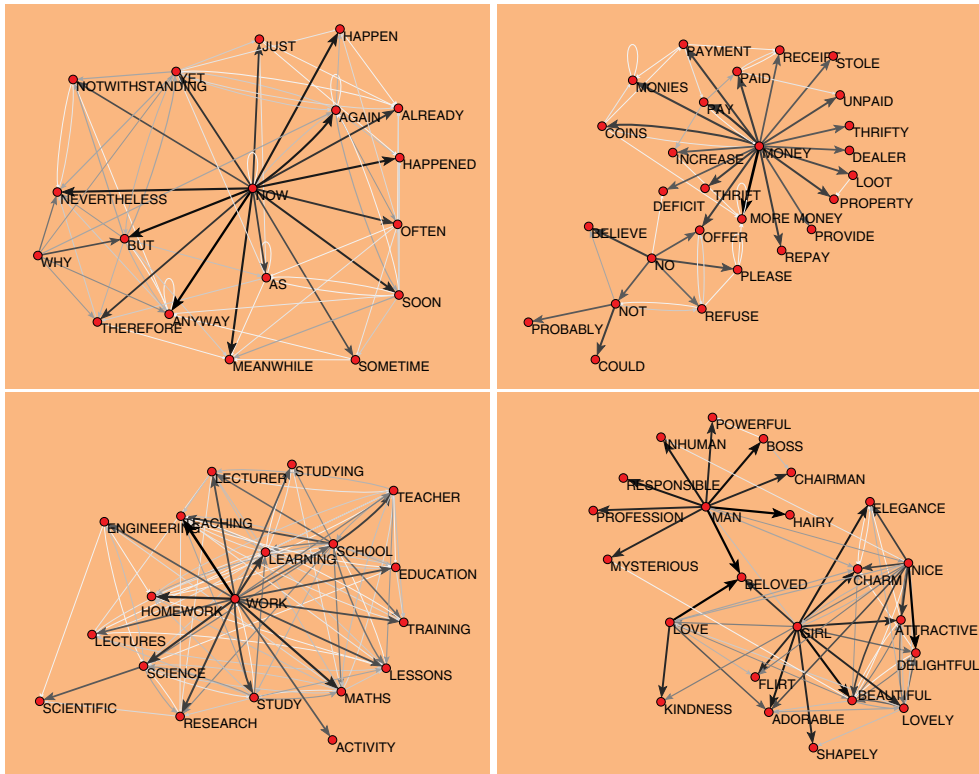 HAPPEN
JUST
YET
NOTWITHSTANDING
AGAIN
ALREADY
HAPPENED
NOW
NEVERTHELESS
OFTEN
BUT
WHY
AS
SOON
ANYWAY
THEREFORE
MEANWHILE
SOMETIME
PAYMENT
RECEIPT
STOLE
PAID
MONIES
UNPAID
PAY
COINS
THRIFTY
INCREASE
MONEY
DEALER
LOOT
THRIFT
DEFICIT
PROPERTY
MORE MONEY
BELIEVE
OFFER
PROVIDE
REPAY
NO
PLEASE
NOT
REFUSE
PROBABLY
COULD
STUDYING
LECTURER
TEACHER
TEACHING
ENGINEERING
SCHOOL
LEARNING
EDUCATION
HOMEWORK
WORK
TRAINING
LECTURES
SCIENCE
LESSONS
MATHS
STUDY
SCIENTIFIC
RESEARCH
ACTIVITY
POWERFUL
INHUMAN
BOSS
CHAIRMAN
RESPONSIBLE
ELEGANCE
PROFESSION
MAN
HAIRY
MYSTERIOUS
NICE
CHARM
BELOVED
LOVE
GIRL
ATTRACTIVE
DELIGHTFUL
FLIRT
BEAUTIFUL
KINDNESS
ADORABLE
LOVELY
SHAPELY